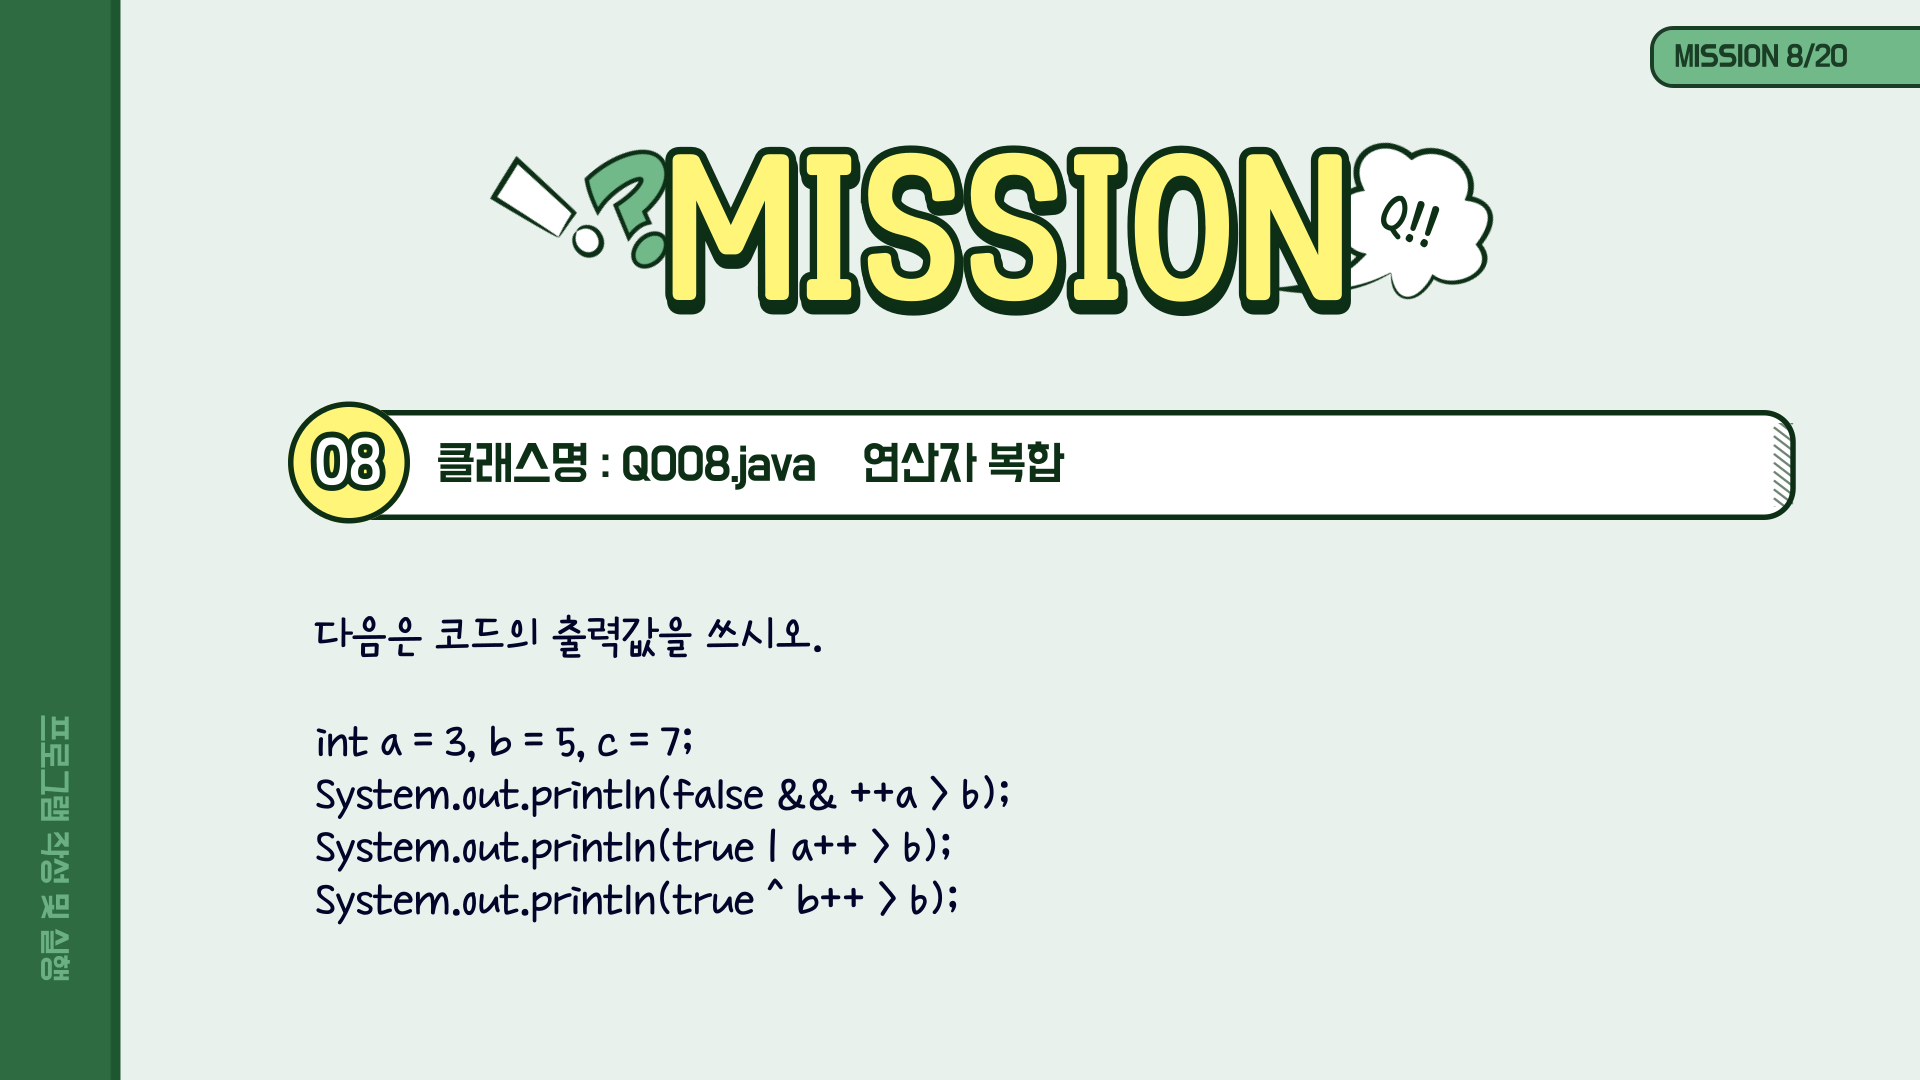 MISSION 8/20
MISSION
Q!!
08
클래스명 : Q008.java 연산자 복합
다음은 코드의 출력값을 쓰시오.
int a = 3, b = 5, c = 7;
System.out.println(false && ++a > b);
System.out.println(true | a++ > b);
System.out.println(true ^ b++ > b);
프로그램 작성 및 실행